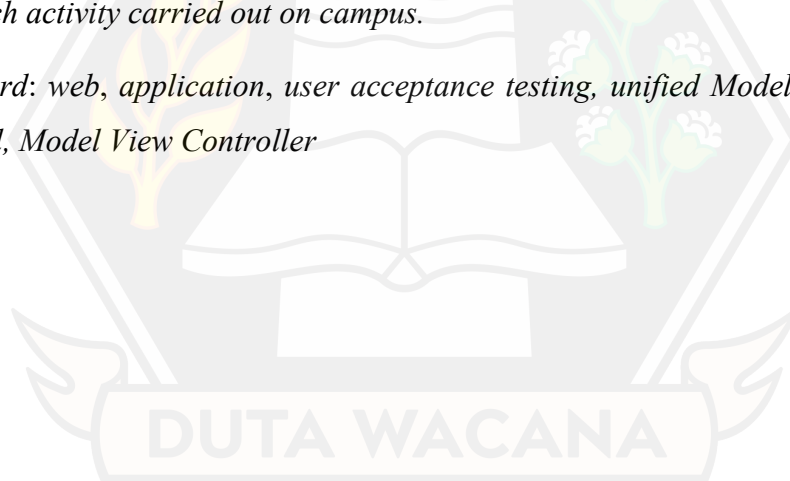 ch activity carried out on campus.
rd: web, application, user acceptance testing, unified Model
l, Model View Controller
DUTA WACANA